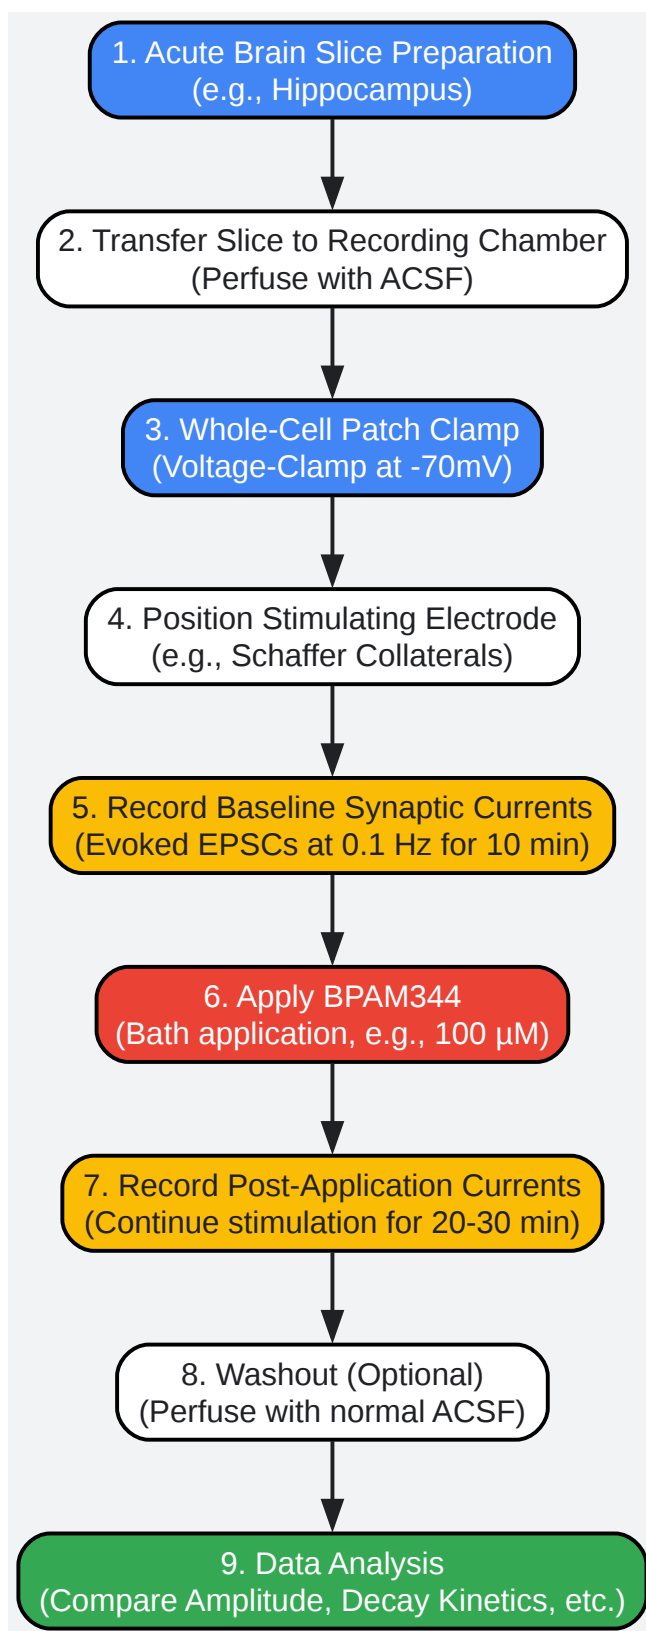 1. Acute Brain Slice Preparation
(e.g., Hippocampus)
2. Transfer Slice to Recording Chamber
(Perfuse with ACSF)
3. Whole-Cell Patch Clamp
(Voltage-Clamp at -70mV)
4. Position Stimulating Electrode
(e.g., Schaffer Collaterals)
5. Record Baseline Synaptic Currents
(Evoked EPSCs at 0.1 Hz for 10 min)
6. Apply BPAM344
(Bath application, e.g., 100 µM)
7. Record Post-Application Currents
(Continue stimulation for 20-30 min)
8. Washout (Optional)
(Perfuse with normal ACSF)
9. Data Analysis
(Compare Amplitude, Decay Kinetics, etc.)